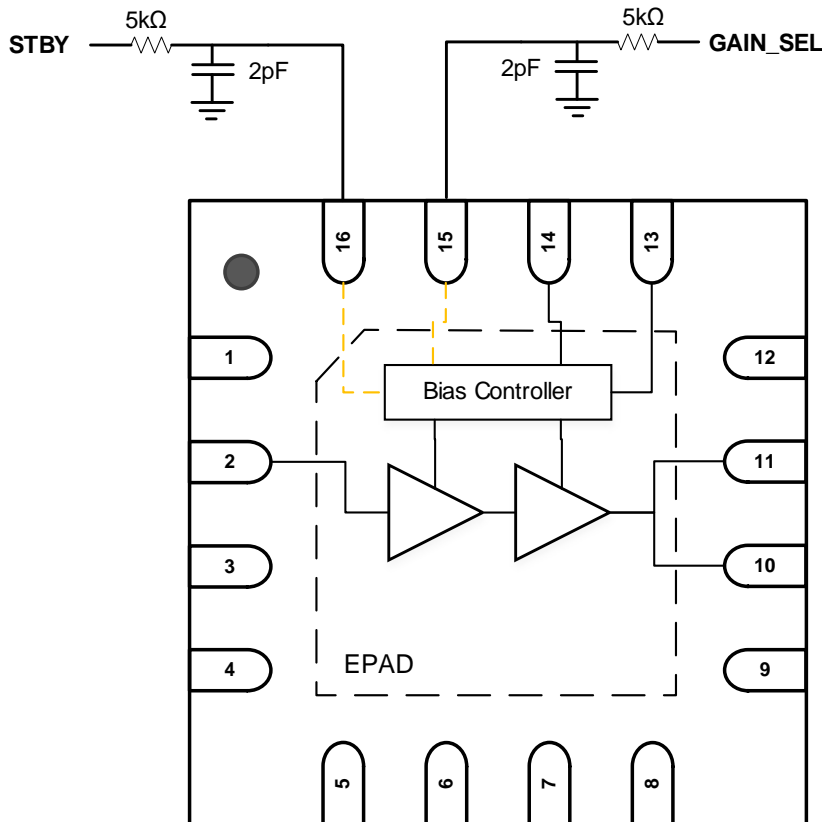 5kΩ
5kΩ
STBY
GAIN_SEL
2pF
2pF
16
15
14
13
1
12
Bias Controller
2
11
3
10
EPAD
4
9
5
6
7
8